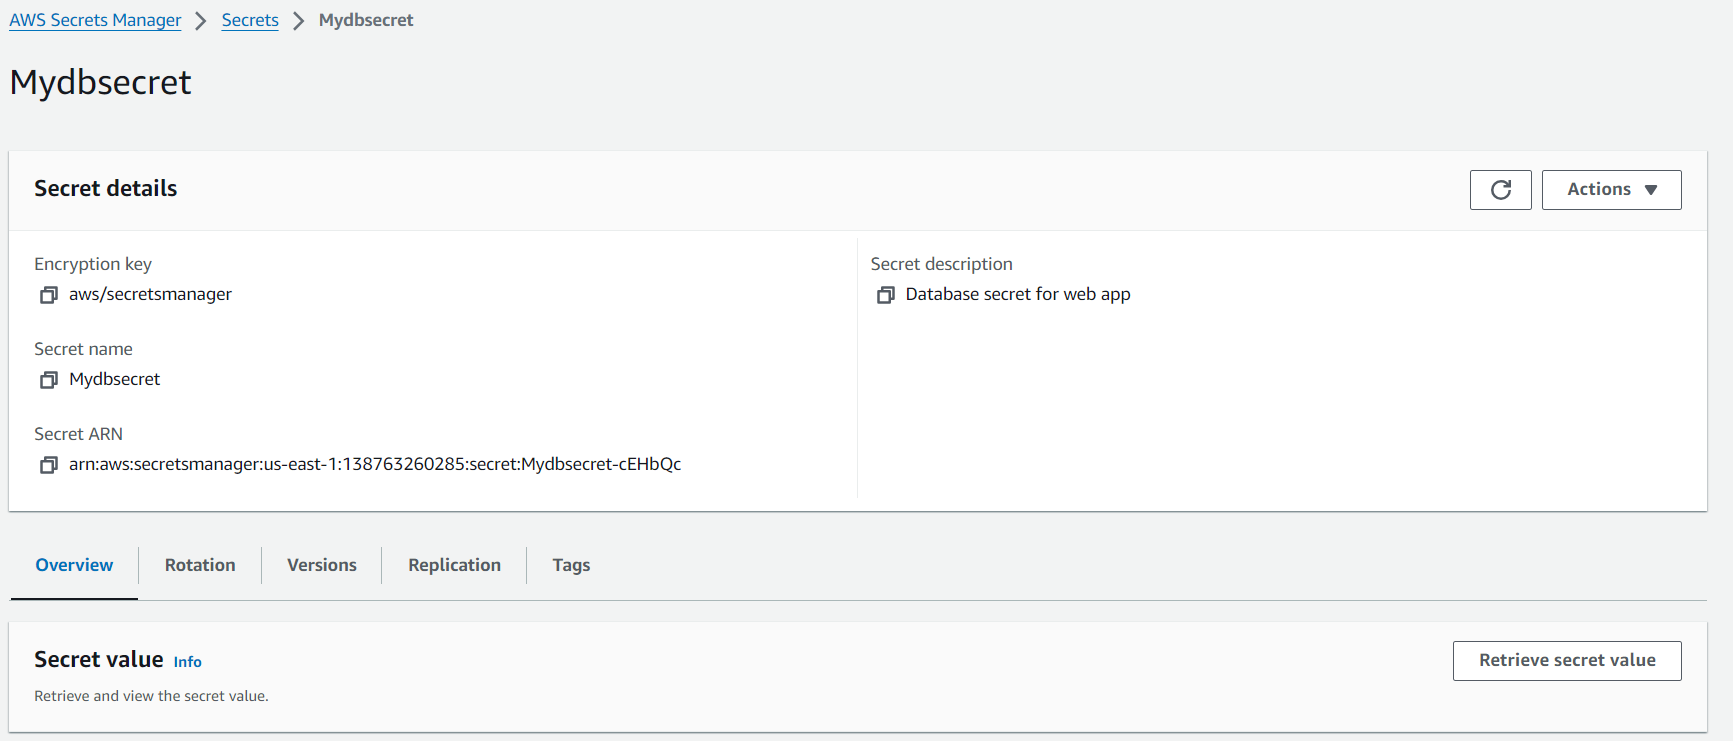 AWS Secrets Manager > Secrets > Mydbsecret
Mydbsecret
Secret details
Actions
Encryption key
aws/secretsmanager
Secret description
Database secret for web app
Secret name
Mydbsecret
Secret ARN
arn:aws:secretsmanager:us-east-1:138763260285:secret:Mydbsecret-cEHbQc
Overview Rotation Versions Replication Tags
Secret value Info
Retrieve secret value
Retrieve and view the secret value.